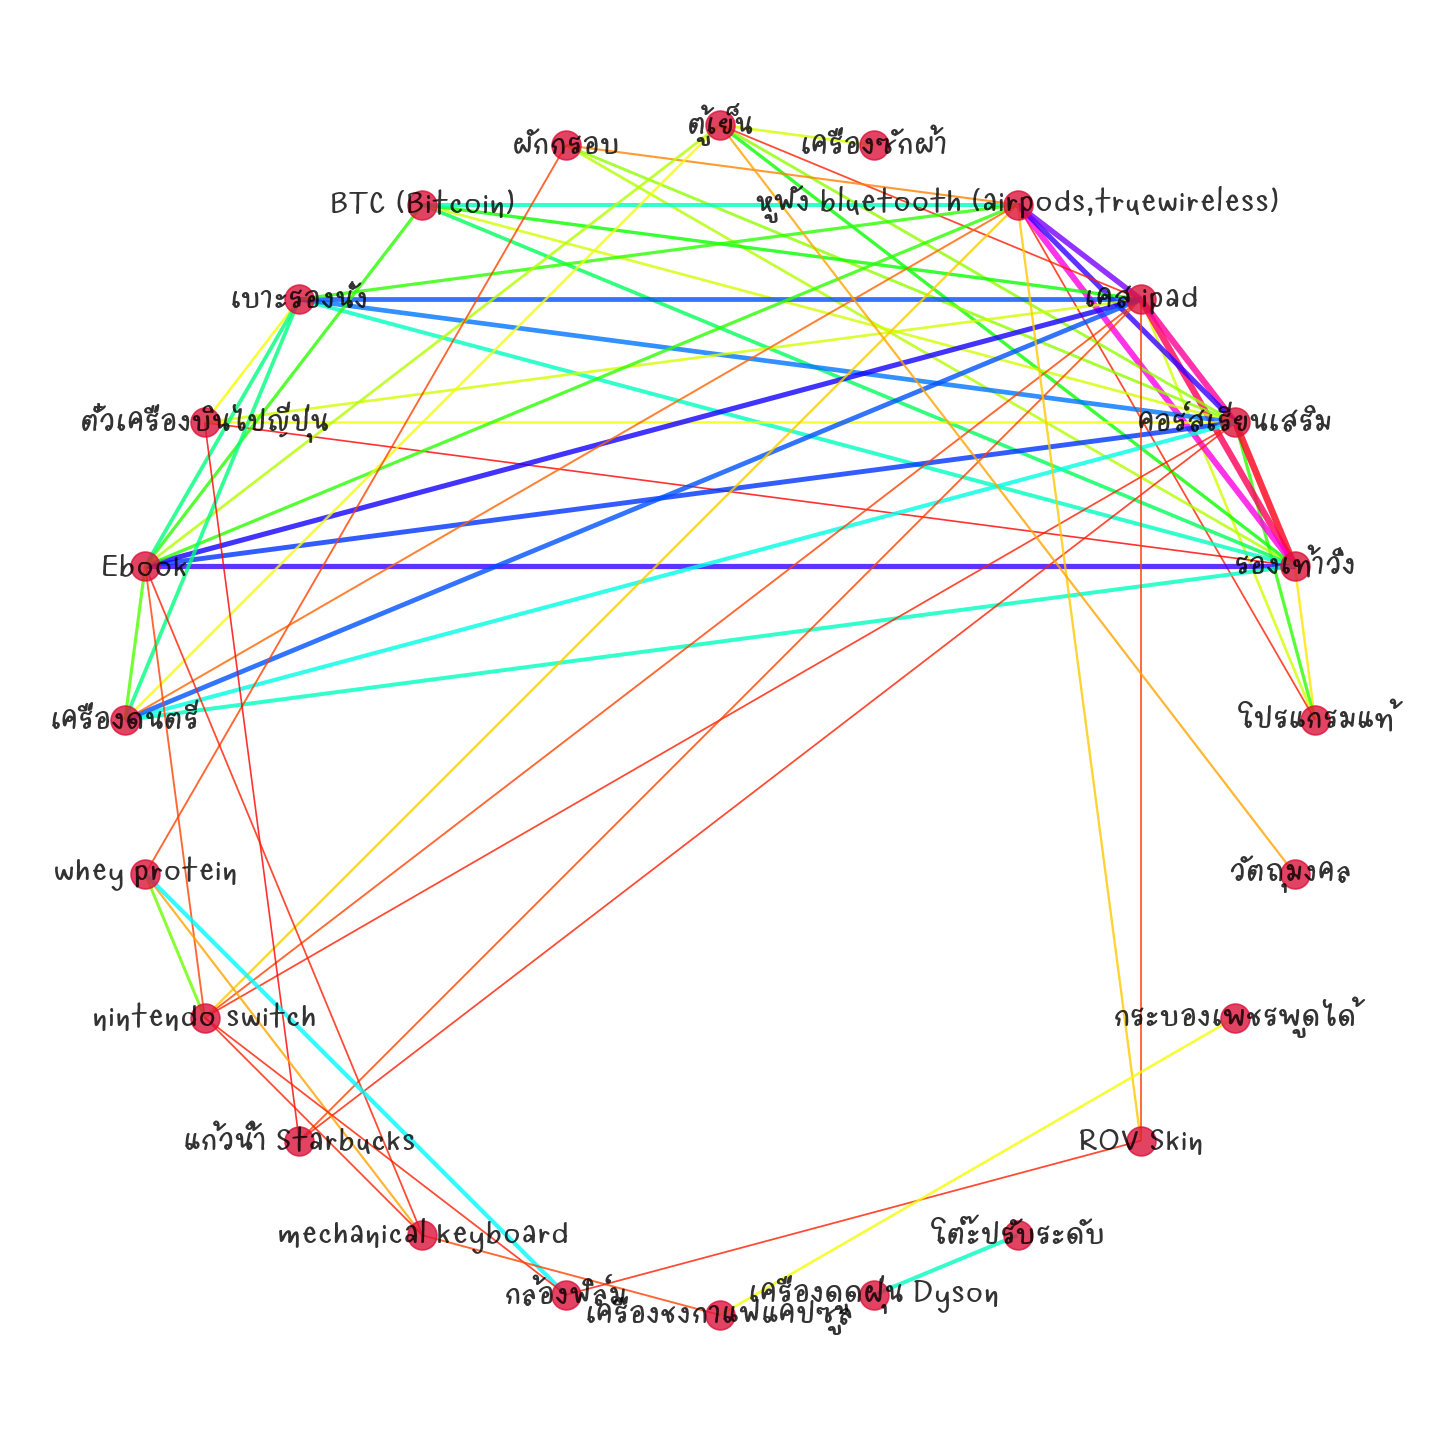 ตู้เย็น
ผักกรอบ
เครื่องซักผ้า
BTC (Bitcoin)
หูฟัง bluetooth (airpods,truewireless)
เบาะรองนั่ง
เคส ipad
ตั๋วเครื่องบินไปญี่ปุ่น
คอร์สเรียนเสริม
Ebook
รองเท้าวิ่ง
เครื่องดนตรี
โปรแกรมแท้
whey protein
วัตถุมงคล
nintendo switch
กระบองเพชรพูดได้
แก้วน้ำ Starbucks
ROV Skin
mechanical keyboard
โต๊ะปรับระดับ
กล้องฟิล์ม
เครื่องดูดฝุ่น Dyson
เครื่องชงกาแฟแคปซูล